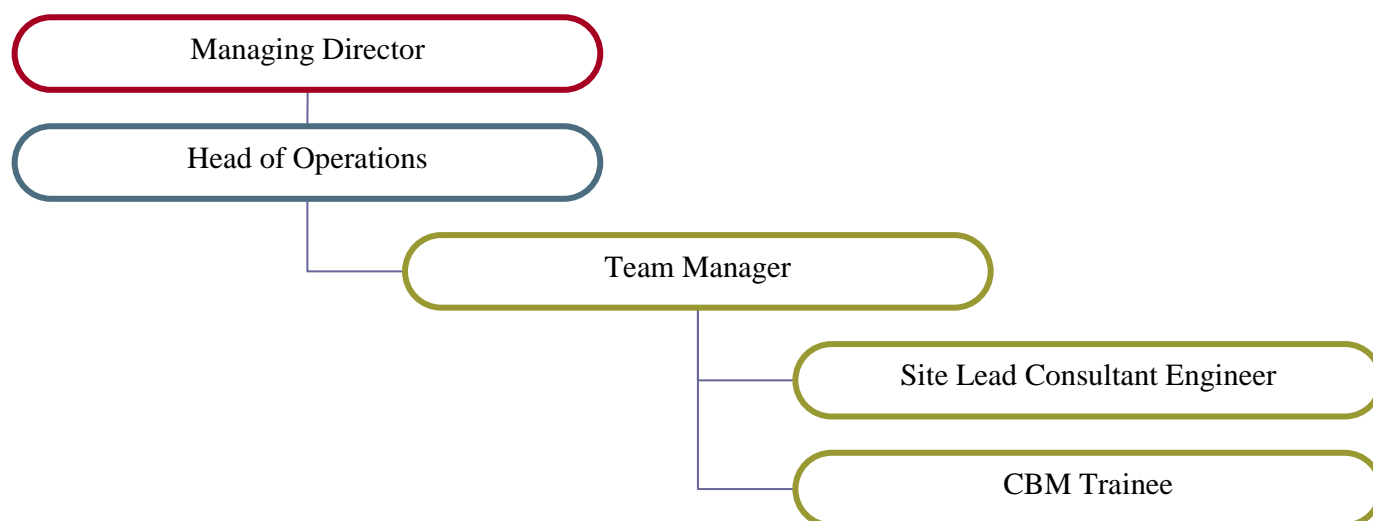 Managing Director
Head of Operations
Team Manager
Site Lead Consultant Engineer
CBM Trainee